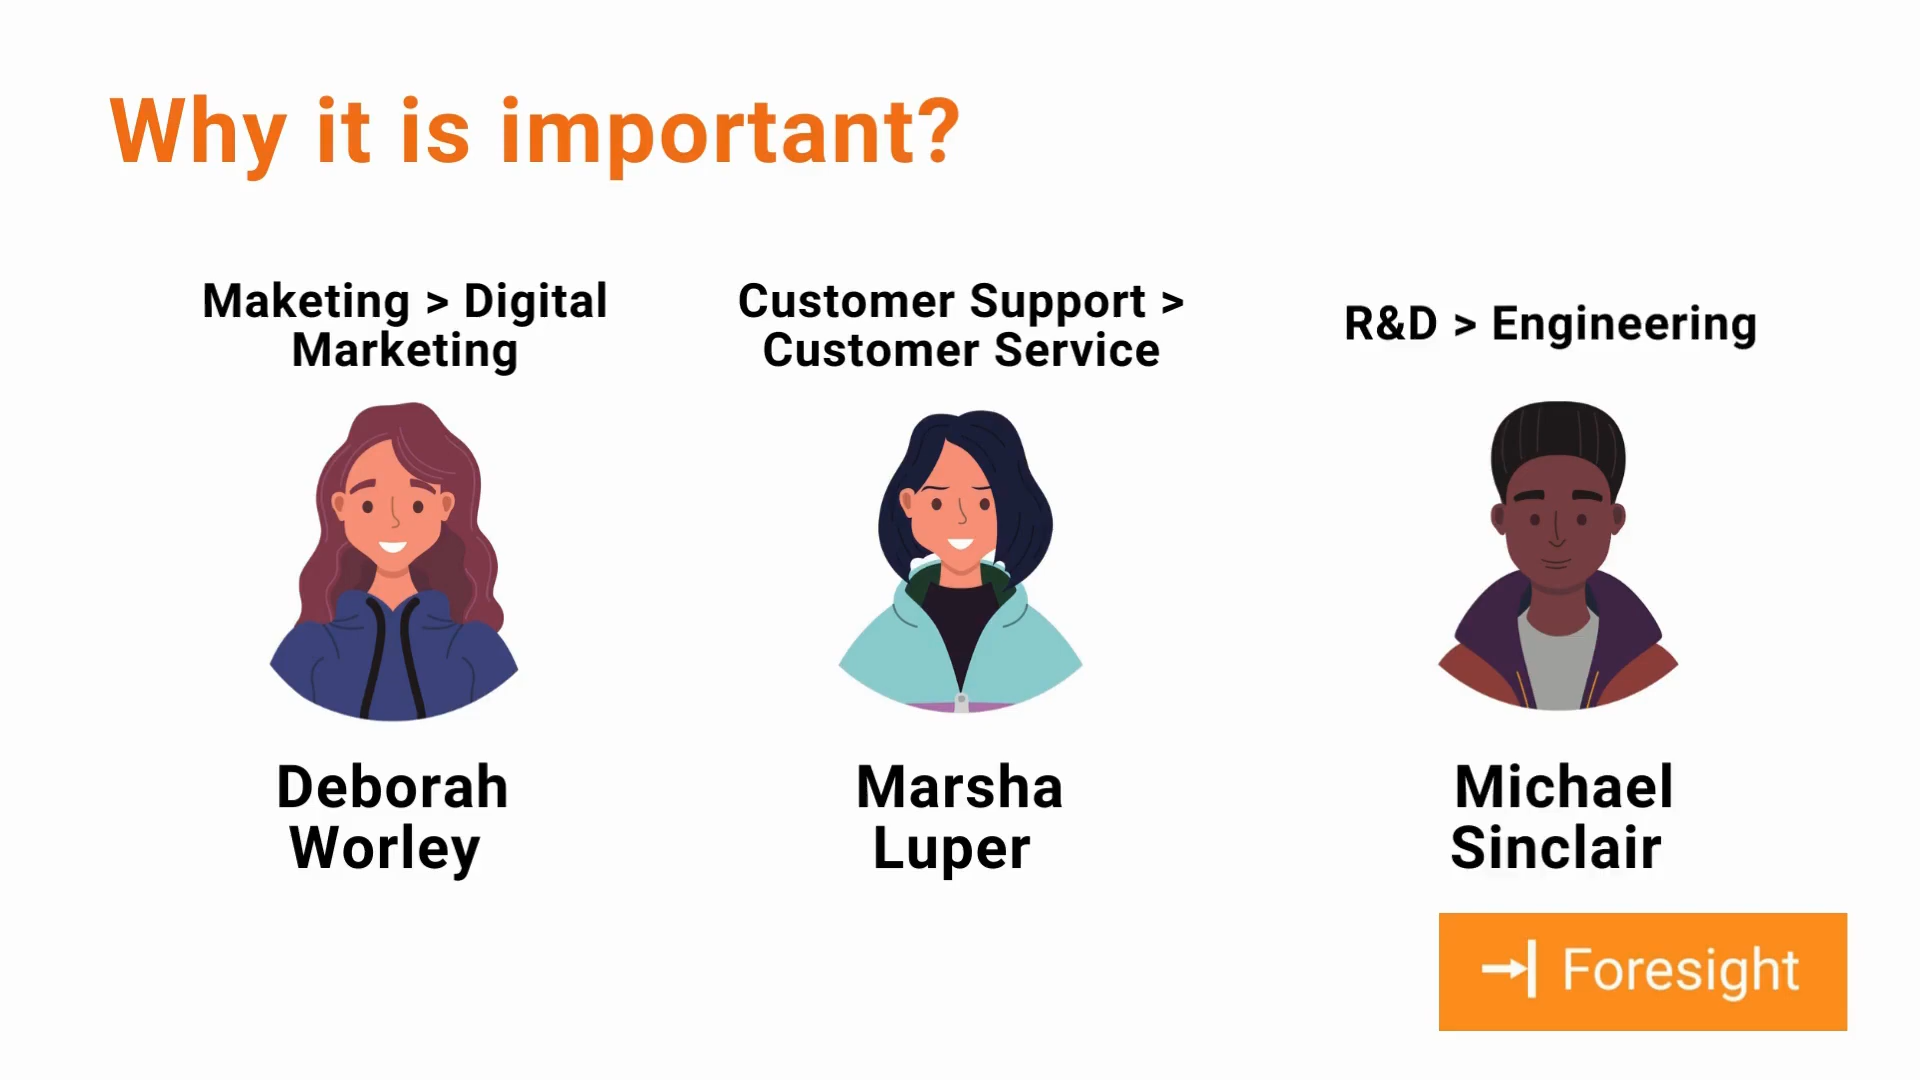 Why it is important?
Maketing > Digital
Marketing
Customer Support >
Customer Service
R&D > Engineering
Deborah
Worley
Marsha
Luper
Michael
Sinclair
Foresight